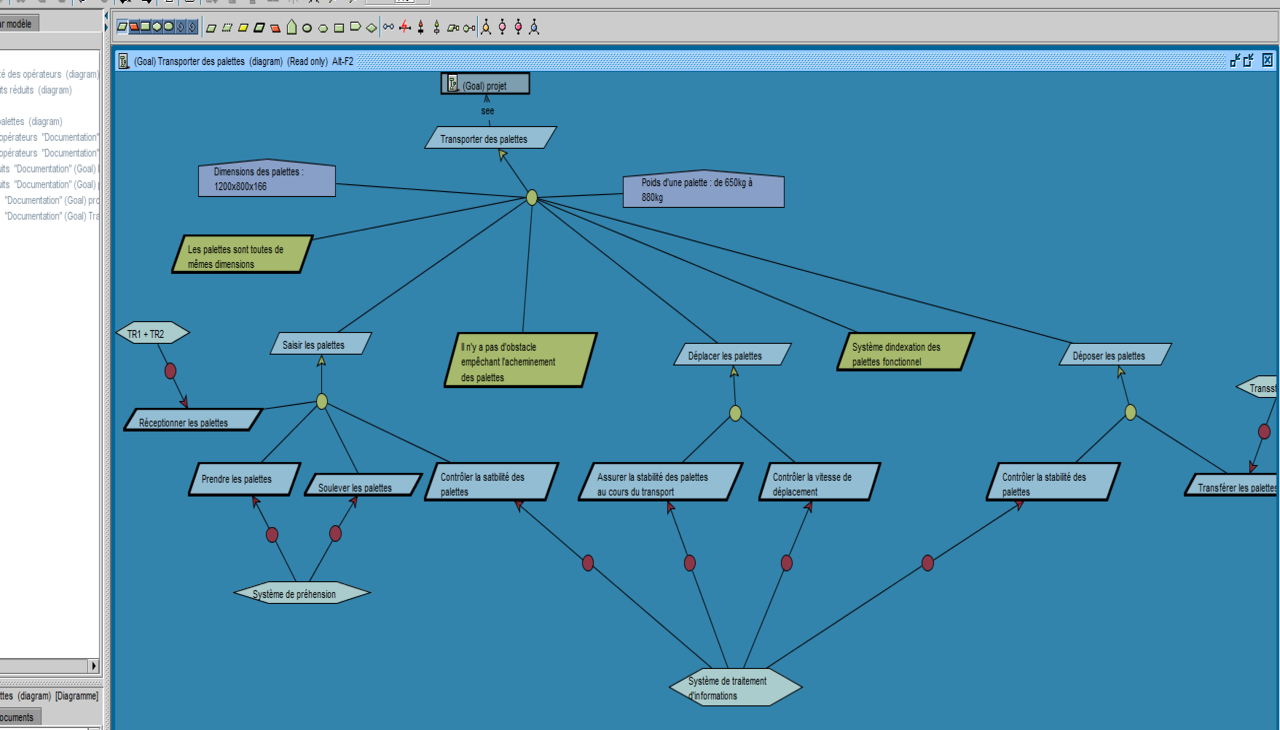 ar modèle
té des opérateurs (diagram)
its réduits (diagram)
alettes (diagram)
opérateurs "Documentation"
opérateurs "Documentation"
uits "Documentation" (Goal)
uits "Documentation" (Goal)
"Documentation" (Goal) pro
"Documentation" (Goal) Tra
ttes (diagram) [Diagramme]
ocuments
(Goal) Transporter des palettes (diagram) (Read only) Alt-F2
(Goal) projet
see
Transporter des palettes
Dimensions des palettes :
1200x800x166
Poids d'une palette : de 650kg à
880kg
Les palettes sont toutes de
mêmes dimensions
TR1 + TR2
Saisir les palettes
Il n'y a pas d'obstacle
empêchant l'acheminement
des palettes
Déplacer les palettes
Système dindexation des
palettes fonctionnel
Déposer les palettes
Transst
Réceptionner les palettes
Prendre les palettes
Soulever les palettes
Contrôler la satbilité des
palettes
Assurer la stabilité des palettes
au cours du transport
Contrôler la vitesse de
déplacement
Contrôler la stabilité des
palettes
Transférer les palettes
Système de préhension
Système de traitement
d'informations